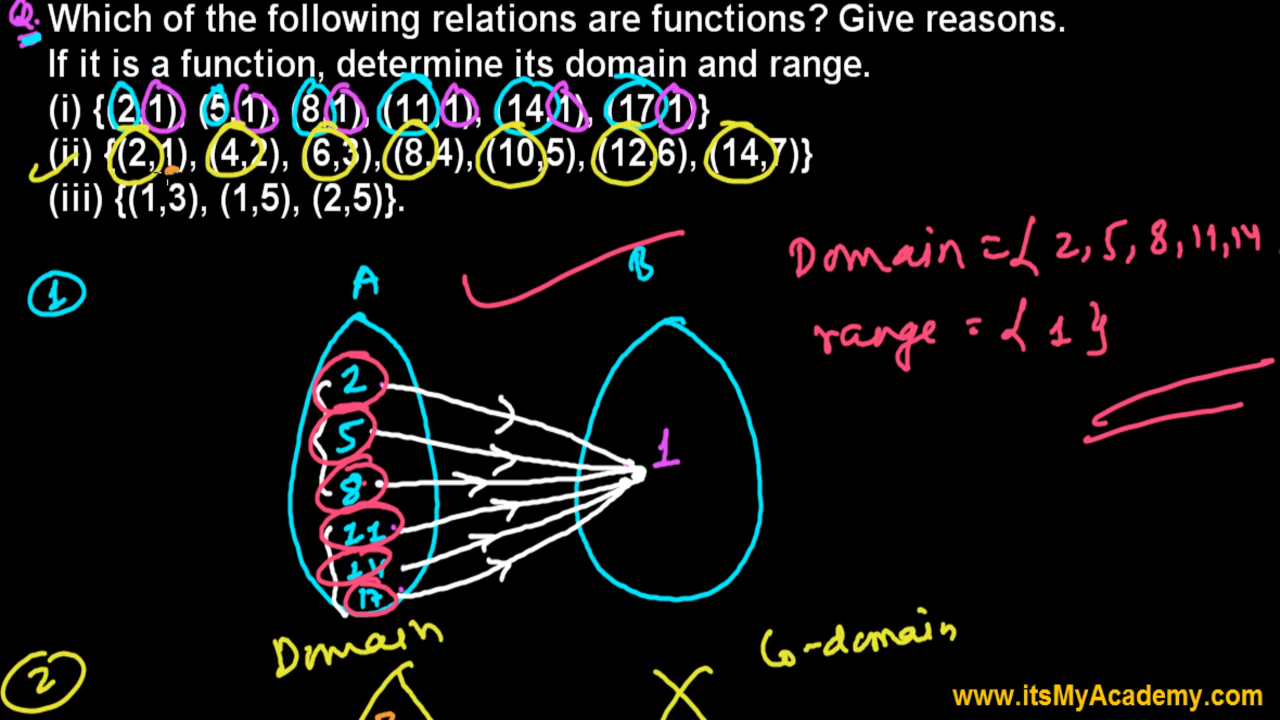 Q. Which of the following relations are functions? Give reasons.
If it is a function, determine its domain and range.
(i) {(2,1), (5,1), (8,1), (11,1), (14,1), (17,1)}
(ii) {(2,1), (4,2), (6,3), (8,4), (10,5), (12,6), (14,7)}
(iii) {(1,3), (1,5), (2,5)}.
Domain = { 2, 5, 8, 11, 14
range = { 1 }
1
A
B
2
5
8
11
14
17
1
Domain
Co-domain
2
www.itsMyAcademy.com